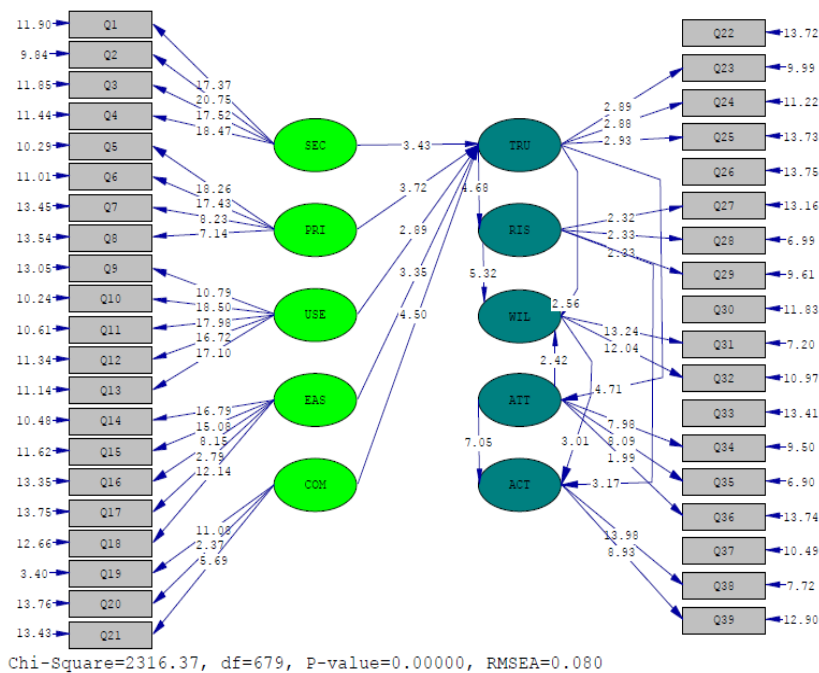 11.90 Q1
9.84 Q2
11.85 Q3
11.44 Q4
10.29 Q5
11.01 Q6
13.45 Q7
13.54 Q8
13.05 Q9
10.24 Q10
10.61 Q11
11.34 Q12
11.14 Q13
10.48 Q14
11.62 Q15
13.35 Q16
13.75 Q17
12.66 Q18
3.40 Q19
13.76 Q20
13.43 Q21
17.37
20.75
17.52
18.47
18.26
17.43
8.23
7.14
10.79
18.50
17.98
16.72
17.10
16.79
15.08
8.15
2.79
12.14
11.08
2.37
5.69
SEC
PRI
USE
EAS
COM
3.43
3.72
2.89
3.35
4.50
TRU
RIS
WIL
ATT
ACT
4.68
5.32
2.56
2.42
4.71
7.05
3.01
3.17
2.89
2.88
2.93
2.32
2.33
2.33
13.24
12.04
7.98
8.09
1.99
13.98
8.93
Q22 13.72
Q23 9.99
Q24 11.22
Q25 13.73
Q26 13.75
Q27 13.16
Q28 6.99
Q29 9.61
Q30 11.83
Q31 7.20
Q32 10.97
Q33 13.41
Q34 9.50
Q35 6.90
Q36 13.74
Q37 10.49
Q38 7.72
Q39 12.90
Chi-Square=2316.37, df=679, P-value=0.00000, RMSEA=0.080